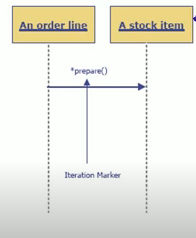 An order line A stock item
*prepare()
Iteration Marker